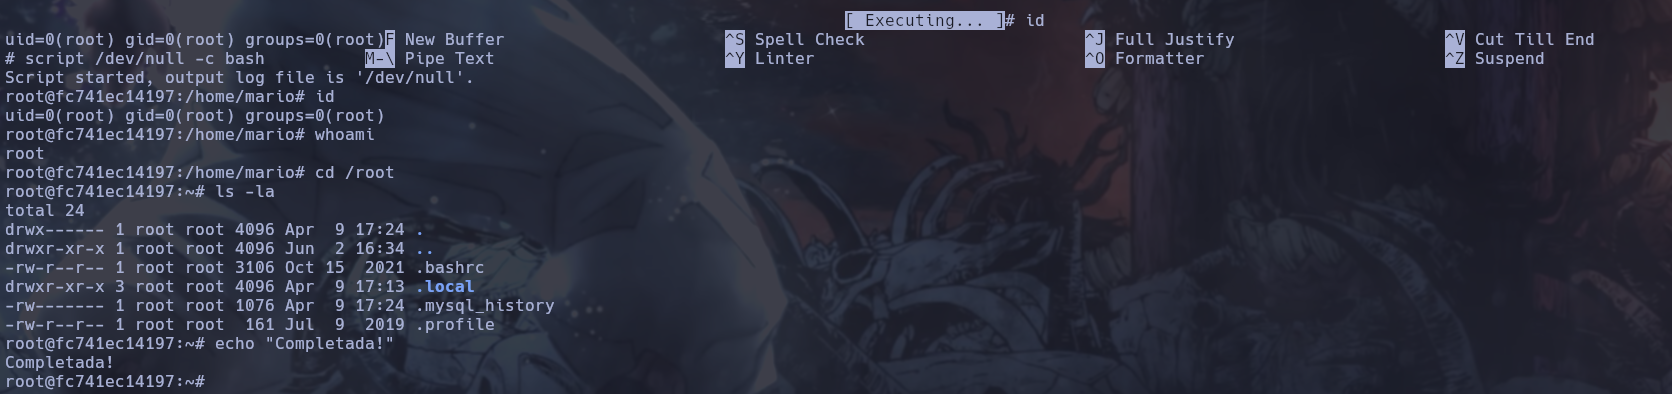 [ Executing... ]# id
uid=0(root) gid=0(root) groups=0(root)F New Buffer ^S Spell Check ^J Full Justify ^V Cut Till End
# script /dev/null -c bash M-\ Pipe Text ^Y Linter ^O Formatter ^Z Suspend
Script started, output log file is '/dev/null'.
root@fc741ec14197:/home/mario# id
uid=0(root) gid=0(root) groups=0(root)
root@fc741ec14197:/home/mario# whoami
root
root@fc741ec14197:/home/mario# cd /root
root@fc741ec14197:~# ls -la
total 24
drwx------ 1 root root 4096 Apr  9 17:24 .
drwxr-xr-x 1 root root 4096 Jun  2 16:34 ..
-rw-r--r-- 1 root root 3106 Oct 15  2021 .bashrc
drwxr-xr-x 3 root root 4096 Apr  9 17:13 .local
-rw------- 1 root root 1076 Apr  9 17:24 .mysql_history
-rw-r--r-- 1 root root  161 Jul  9  2019 .profile
root@fc741ec14197:~# echo "Completada!"
Completada!
root@fc741ec14197:~#